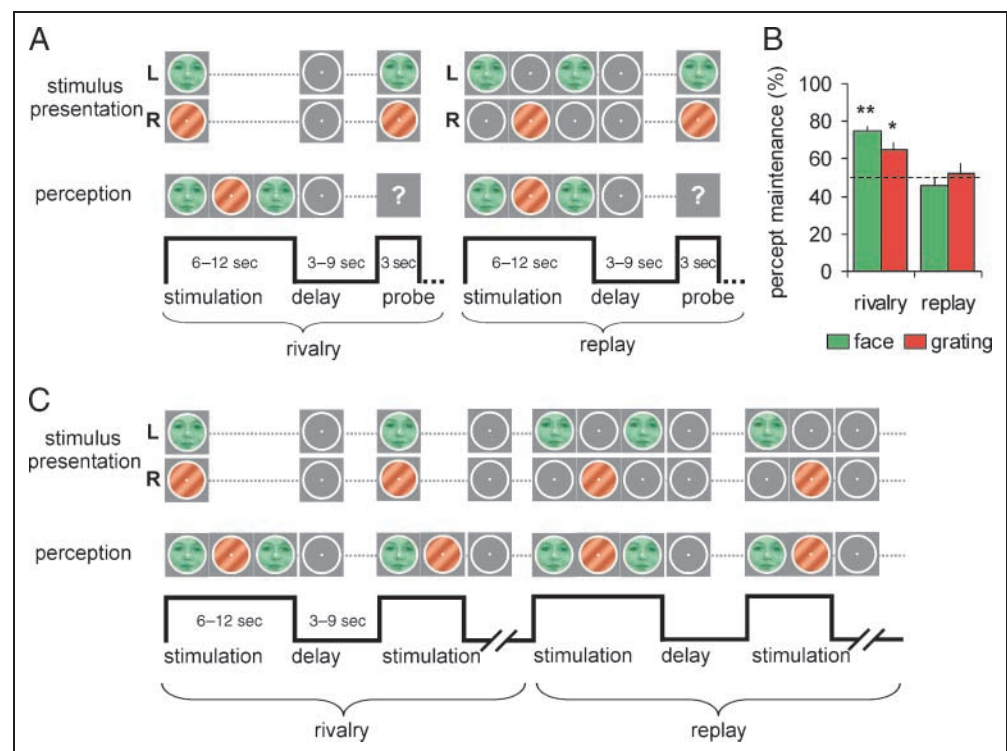 A
stimulus
presentation
L
R
L
R
perception
?
?
6–12 sec
3–9 sec
3 sec
6–12 sec
3–9 sec
3 sec
stimulation
delay
probe
stimulation
delay
probe
rivalry
replay
B
percept maintenance (%)
100
80
60
40
20
0
**
*
rivalry
replay
face
grating
C
stimulus
presentation
L
R
perception
6–12 sec
3–9 sec
stimulation
delay
stimulation
stimulation
delay
stimulation
rivalry
replay